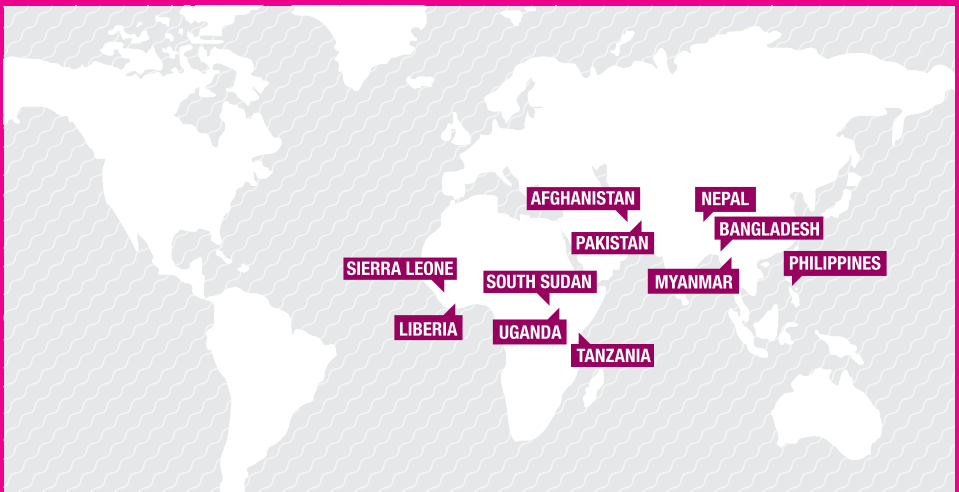 AFGHANISTAN
NEPAL
BANGLADESH
PAKISTAN
PHILIPPINES
SIERRA LEONE
SOUTH SUDAN
MYANMAR
LIBERIA
UGANDA
TANZANIA